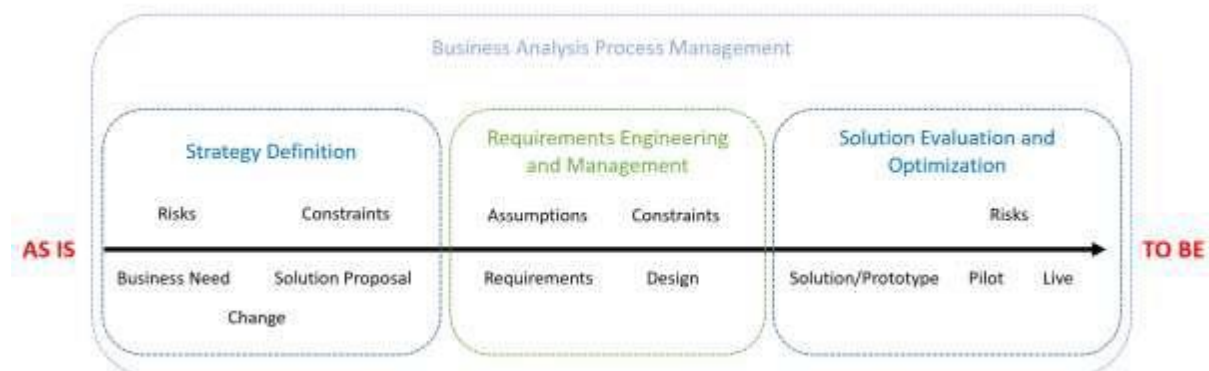 Business Analysis Process Management
Strategy Definition
Requirements Engineering
and Management
Solution Evaluation and
Optimization
Risks Constraints
Assumptions Constraints
Risks
AS IS
TO BE
Business Need Solution Proposal
Change
Requirements Design
Solution/Prototype Pilot Live